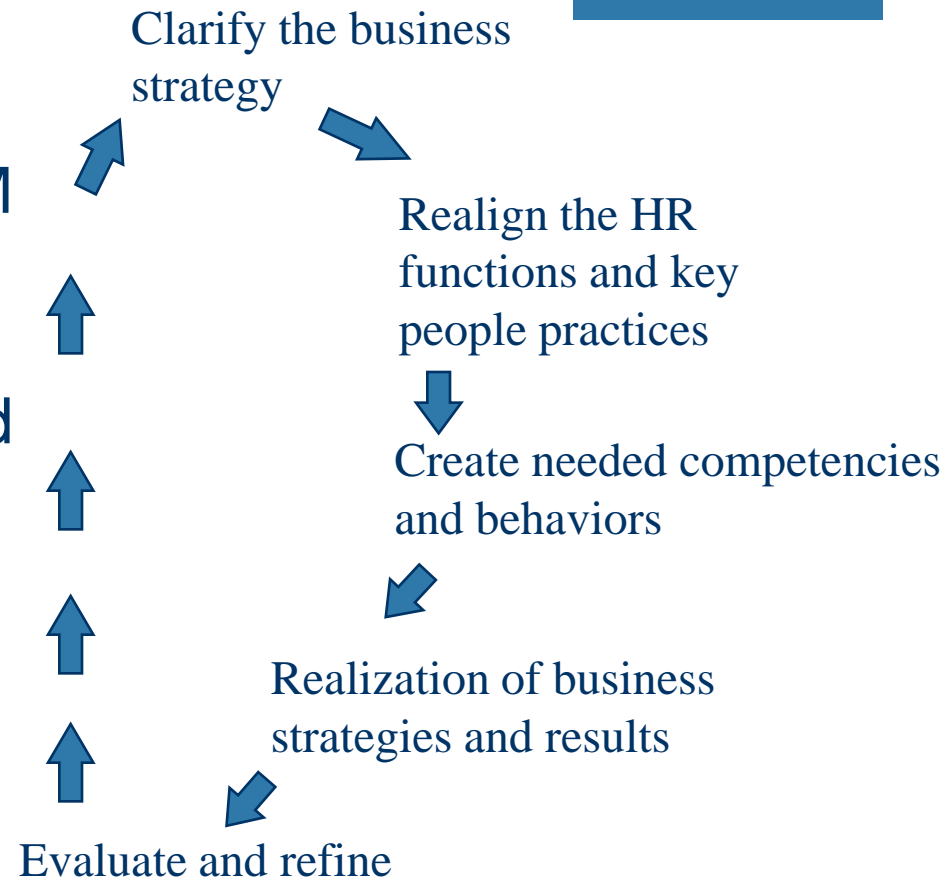 Clarify the business
strategy
Realign the HR
functions and key
people practices
Create needed competencies
and behaviors
Realization of business
strategies and results
Evaluate and refine